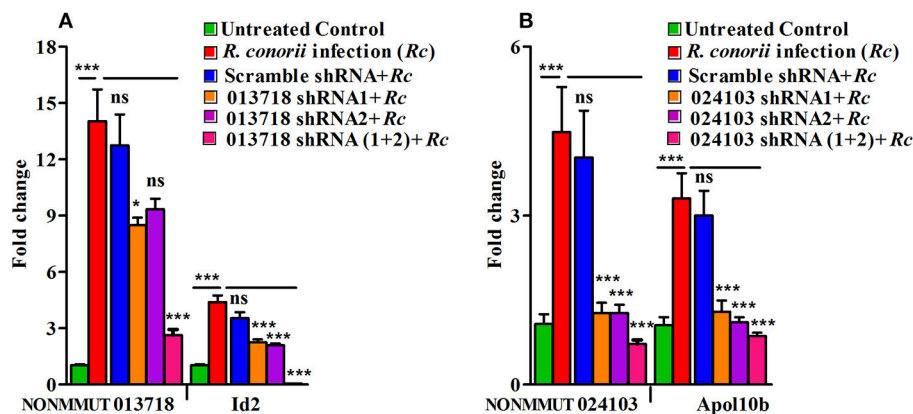 A
Untreated Control
R. conorii infection (Rc)
Scramble shRNA+Rc
013718 shRNA1+Rc
013718 shRNA2+Rc
013718 shRNA (1+2)+Rc
Fold change
18
15
12
9
6
3
0
***
ns
*
ns
***
***
ns
***
***
***
NONMMUT 013718
Id2
B
Untreated Control
R. conorii infection (Rc)
Scramble shRNA+Rc
024103 shRNA1+Rc
024103 shRNA2+Rc
024103 shRNA (1+2)+Rc
Fold change
6
3
0
***
ns
***
***
***
***
ns
***
***
***
NONMMUT 024103
Apol10b